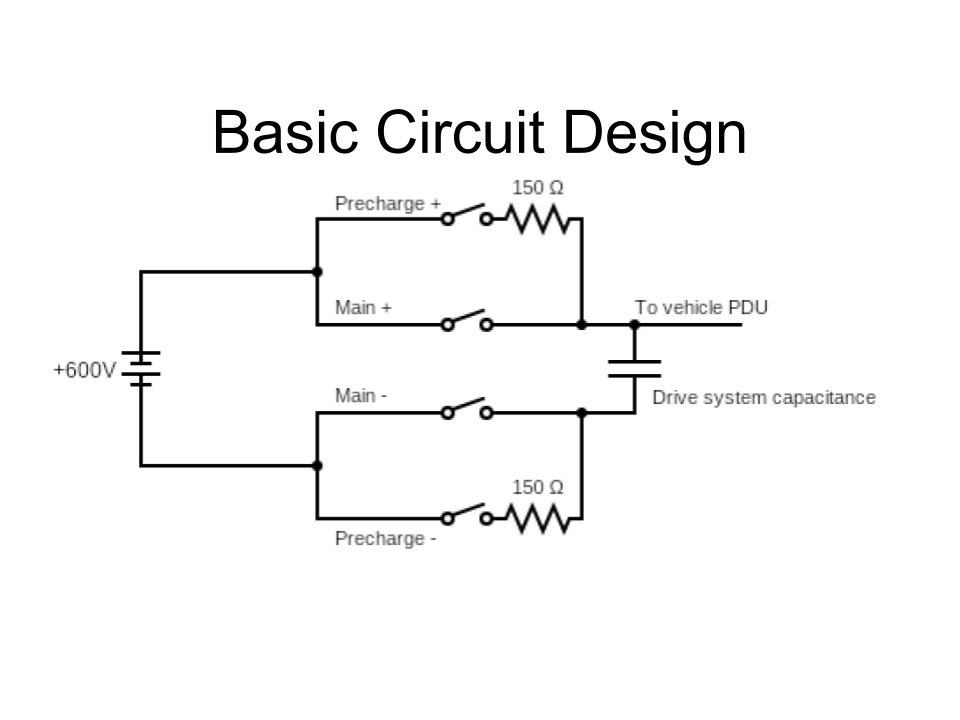 Basic Circuit Design
150 Ω
Precharge +
Main +
To vehicle PDU
+600V
Main -
Drive system capacitance
150 Ω
Precharge -